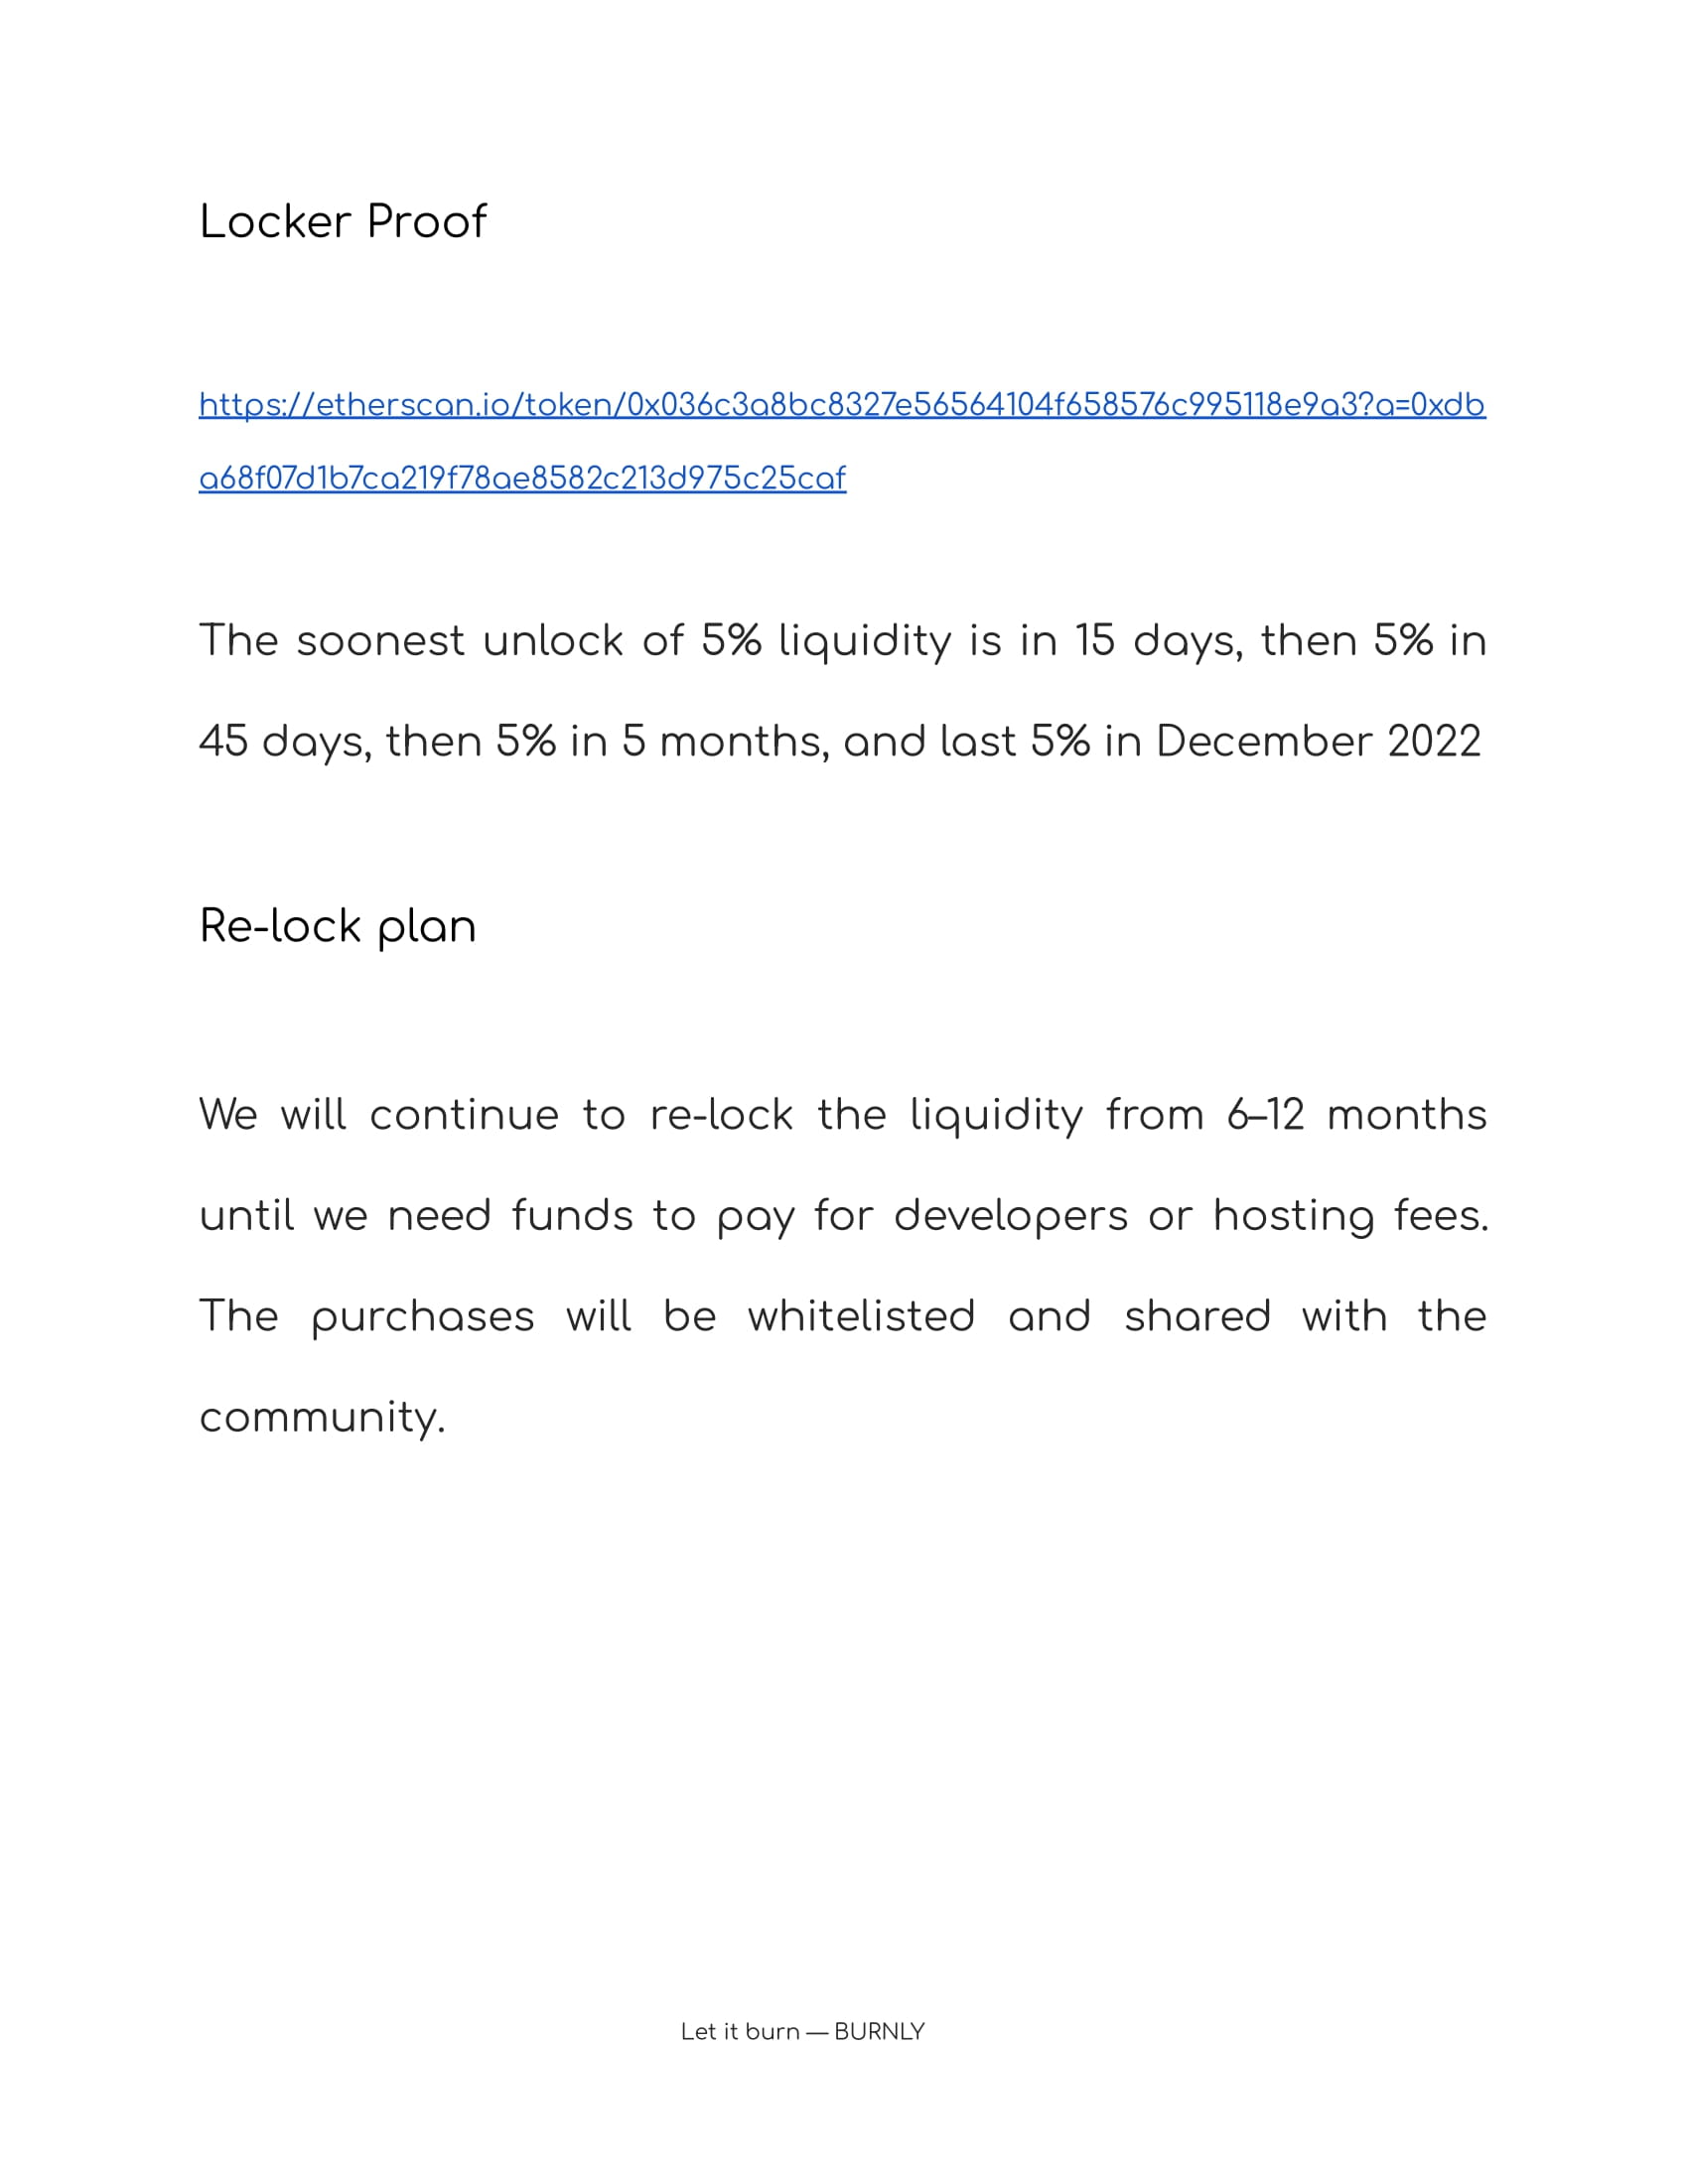 Locker Proof
https://etherscan.io/token/0x036c3a8bc8327e56564104f658576c995118e9a3?a=0xdb
a68f07d1b7ca219f78ae8582c213d975c25caf
The soonest unlock of 5% liquidity is in 15 days, then 5% in
45 days, then 5% in 5 months, and last 5% in December 2022
Re-lock plan
We will continue to re-lock the liquidity from 6–12 months
until we need funds to pay for developers or hosting fees.
The purchases will be whitelisted and shared with the
community.
Let it burn — BURNLY